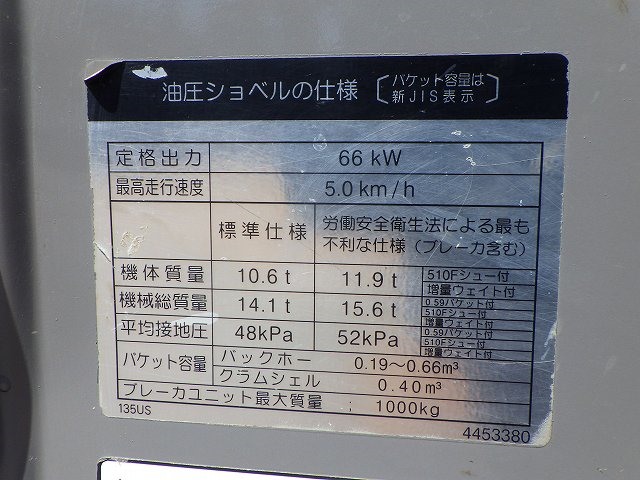 油圧ショベルの仕様 〔バケット容量は
新JIS表示〕
定格出力 66 kW
最高走行速度 5.0 km/h
標準仕様 労働安全衛生法による最も
不利な仕様（ブレーカ含む）
機体質量 10.6 t 11.9 t 510Fシュー付
増量ウェイト付
機械総質量 14.1 t 15.6 t 0.59バケット付
510Fシュー付
増量ウェイト付
平均接地圧 48kPa 52kPa 0.59バケット付
510Fシュー付
増量ウェイト付
バケット容量 バックホー 0.19～0.66m³
クラムシェル 0.40m³
ブレーカユニット最大質量 1000kg
135US
4453380